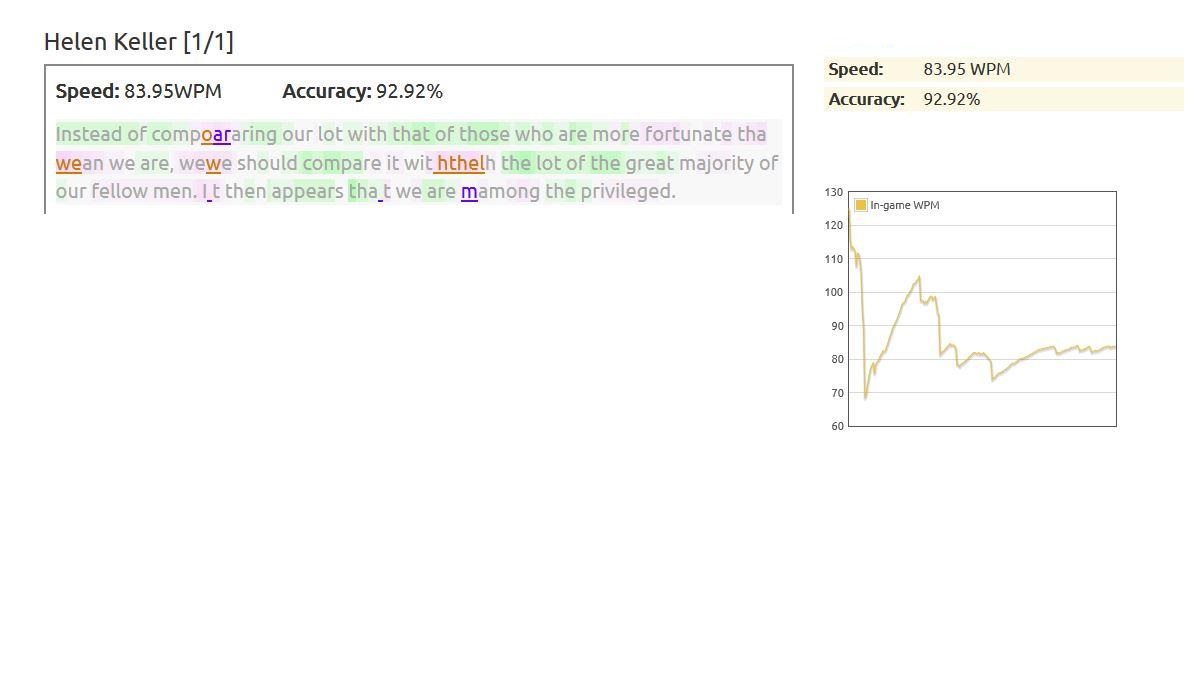 Helen Keller [1/1]
Speed: 83.95WPM Accuracy: 92.92%
Instead of compoararing our lot with that of those who are more fortunate tha
wean we are, wewe should compare it wit hthelh the lot of the great majority of
our fellow men. I t then appears tha t we are mamong the privileged.
Speed: 83.95 WPM
Accuracy: 92.92%
130
In-game WPM
120
110
100
90
80
70
60